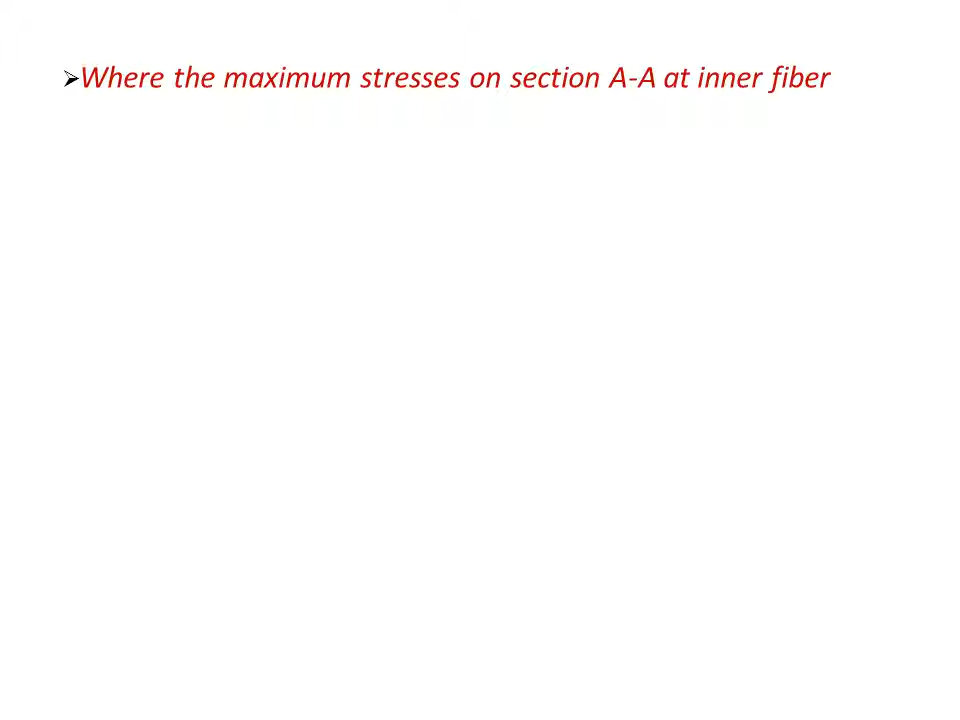 ➢Where the maximum stresses on section A-A at inner fiber